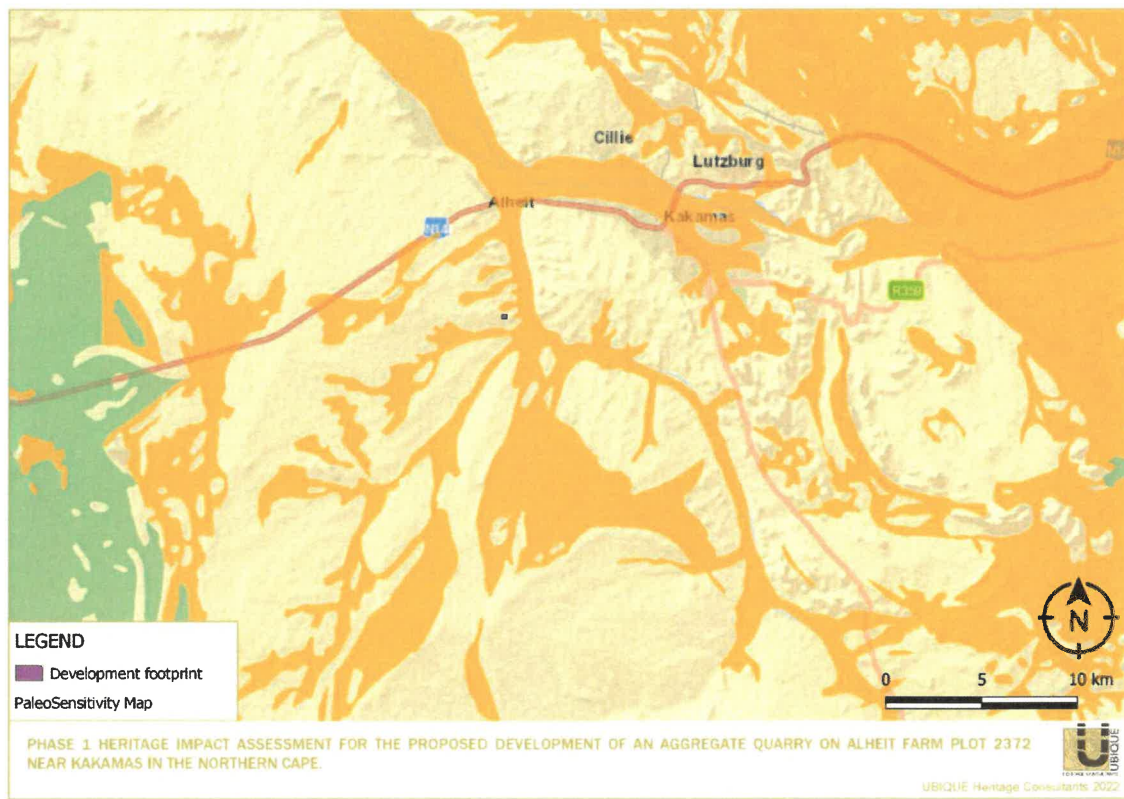 Cillie
Lutzburg
Alheit
Kakamas
N14
R359
N
LEGEND
Development footprint
PaleoSensitivity Map
0 5 10 km
PHASE 1 HERITAGE IMPACT ASSESSMENT FOR THE PROPOSED DEVELOPMENT OF AN AGGREGATE QUARRY ON ALHEIT FARM PLOT 2372
NEAR KAKAMAS IN THE NORTHERN CAPE.
UBIQUE
UBIQUE Heritage Consultants 2022